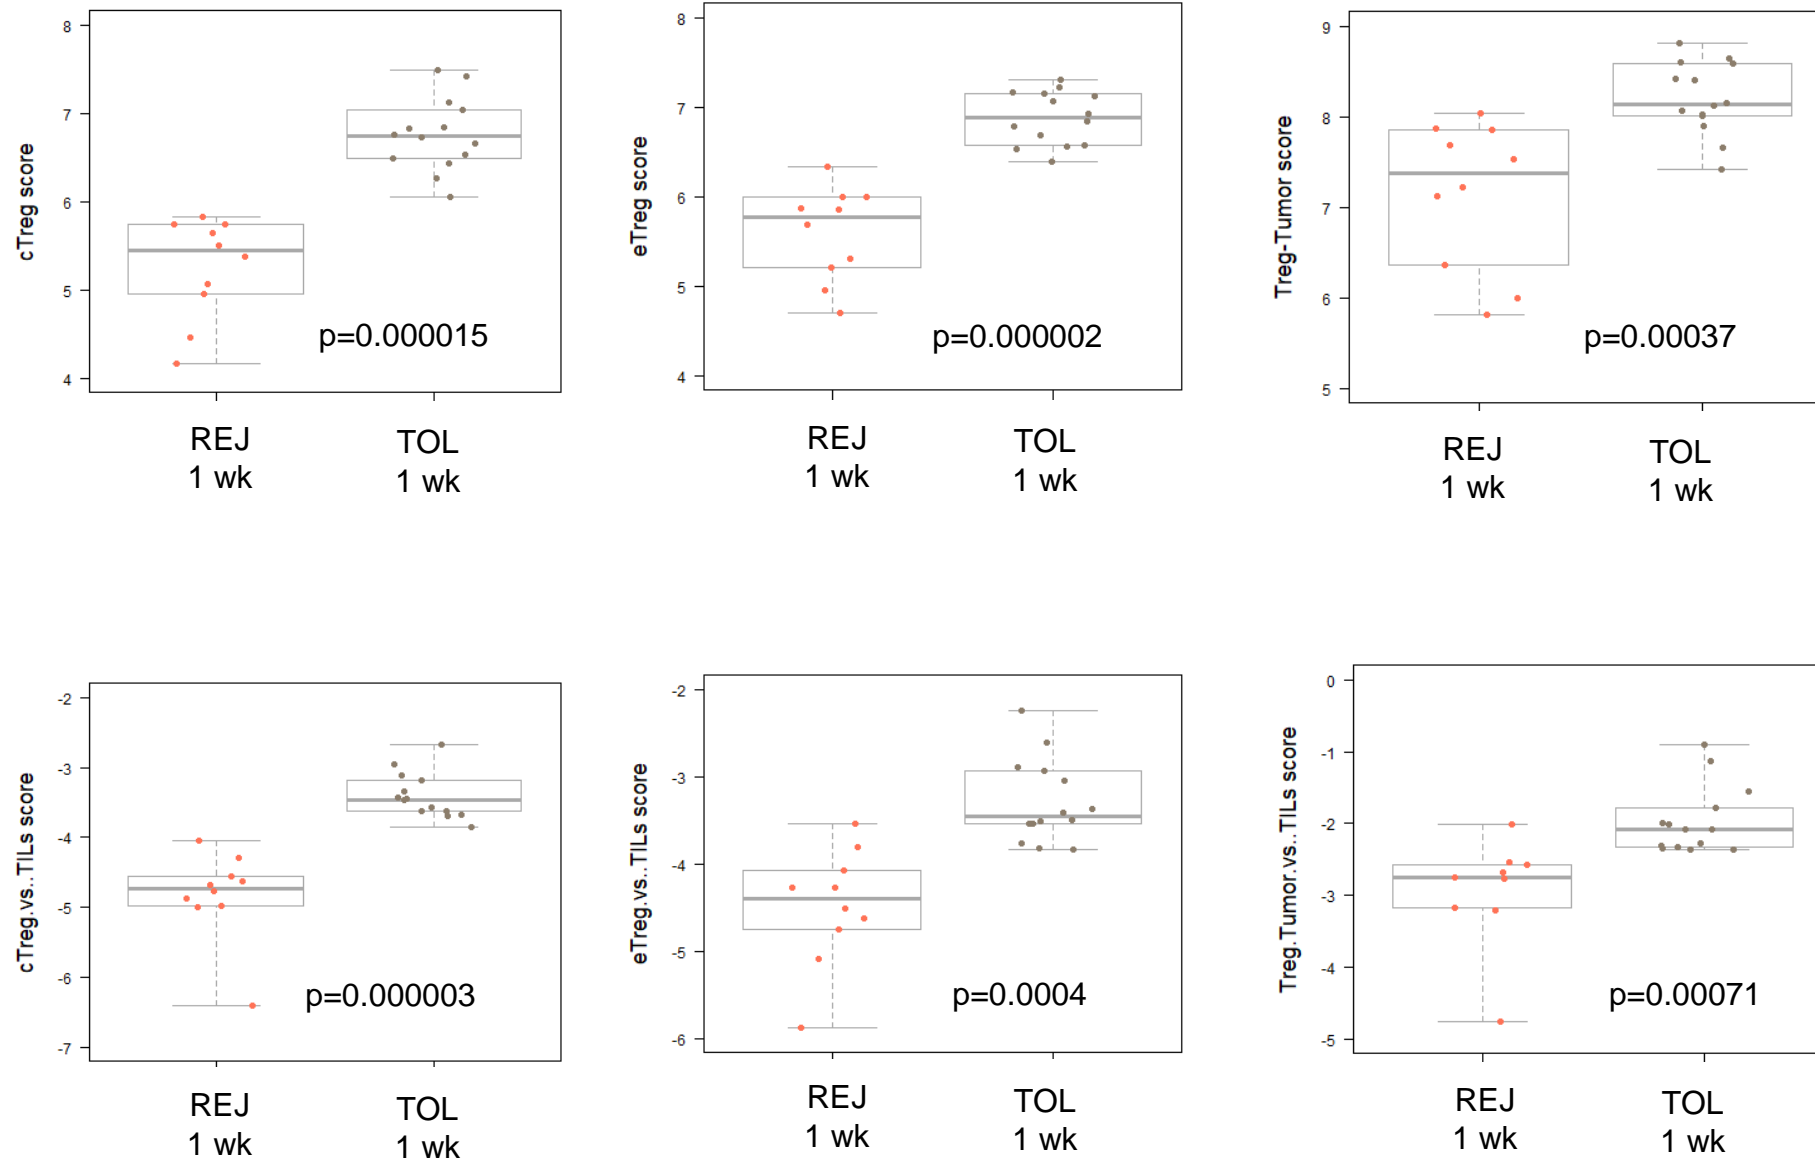 cTreg score
8
7
6
5
4
p=0.000015
REJ
1 wk
TOL
1 wk
eTreg score
8
7
6
5
4
p=0.000002
REJ
1 wk
TOL
1 wk
Treg-Tumor score
9
8
7
6
5
p=0.00037
REJ
1 wk
TOL
1 wk
cTreg.vs..TILs score
-2
-3
-4
-5
-6
-7
p=0.000003
REJ
1 wk
TOL
1 wk
eTreg.vs..TILs score
-2
-3
-4
-5
-6
p=0.0004
REJ
1 wk
TOL
1 wk
Treg.Tumor.vs..TILs score
0
-1
-2
-3
-4
-5
p=0.00071
REJ
1 wk
TOL
1 wk